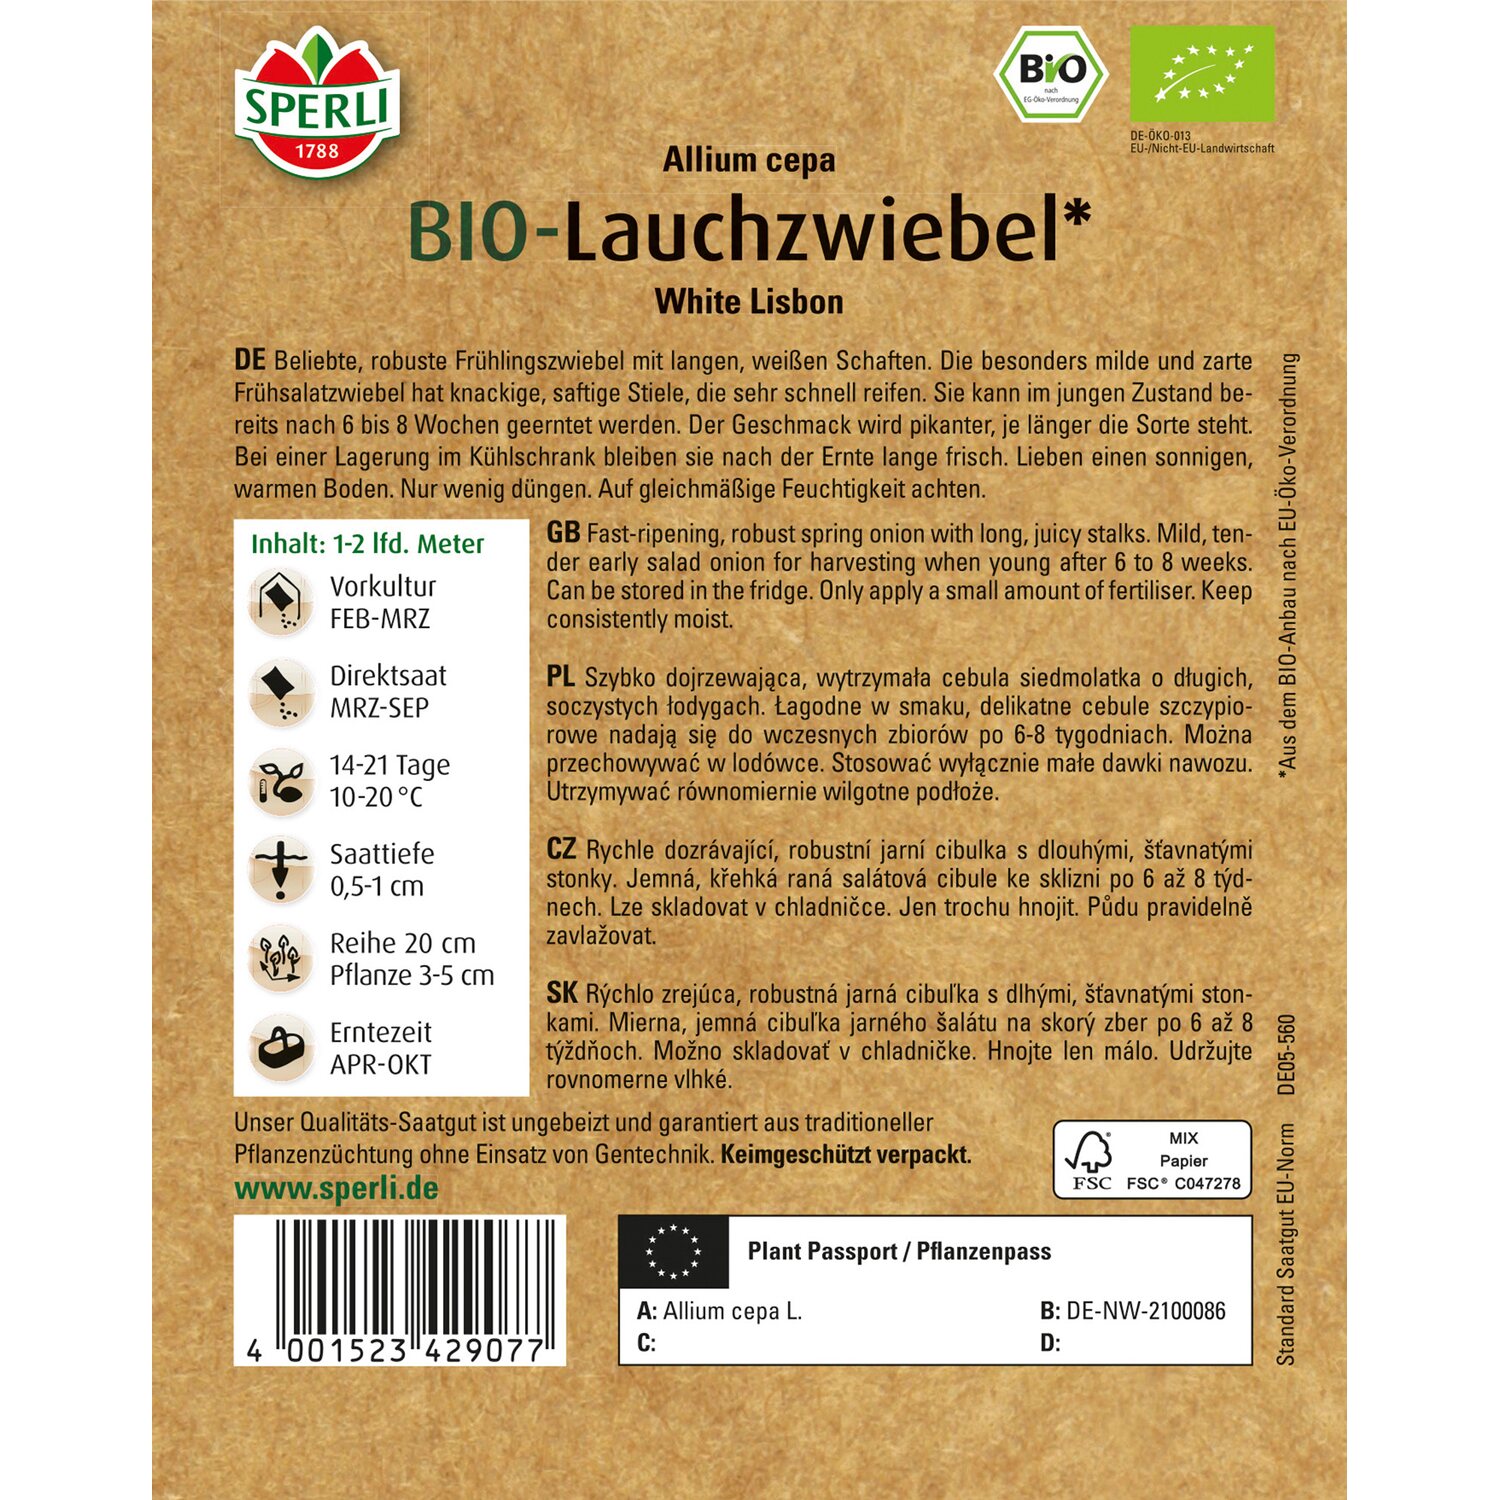 SPERLI
1788
BiO
nach
EG-Öko-Verordnung
DE-ÖKO-013
EU-/Nicht-EU-Landwirtschaft
Allium cepa
BIO-Lauchzwiebel*
White Lisbon
DE Beliebte, robuste Frühlingszwiebel mit langen, weißen Schaften. Die besonders milde und zarte
Frühsalatzwiebel hat knackige, saftige Stiele, die sehr schnell reifen. Sie kann im jungen Zustand be-
reits nach 6 bis 8 Wochen geerntet werden. Der Geschmack wird pikanter, je länger die Sorte steht.
Bei einer Lagerung im Kühlschrank bleiben sie nach der Ernte lange frisch. Lieben einen sonnigen,
warmen Boden. Nur wenig düngen. Auf gleichmäßige Feuchtigkeit achten.
Inhalt: 1-2 lfd. Meter
Vorkultur
FEB-MRZ
Direktsaat
MRZ-SEP
14-21 Tage
10-20 °C
Saattiefe
0,5-1 cm
Reihe 20 cm
Pflanze 3-5 cm
Erntezeit
APR-OKT
GB Fast-ripening, robust spring onion with long, juicy stalks. Mild, ten-
der early salad onion for harvesting when young after 6 to 8 weeks.
Can be stored in the fridge. Only apply a small amount of fertiliser. Keep
consistently moist.
PL Szybko dojrzewająca, wytrzymała cebula siedmolatka o długich,
soczystych łodygach. Łagodne w smaku, delikatne cebule szczypio-
rowe nadają się do wczesnych zbiorów po 6-8 tygodniach. Można
przechowywać w lodówce. Stosować wyłącznie małe dawki nawozu.
Utrzymywać równomiernie wilgotne podłoże.
CZ Rychle dozrávající, robustní jarní cibulka s dlouhými, šťavnatými
stonky. Jemná, křehká raná salátová cibule ke sklizni po 6 až 8 týd-
nech. Lze skladovat v chladničce. Jen trochu hnojit. Půdu pravidelně
zavlažovat.
SK Rýchlo zrejúca, robustná jarná cibuľka s dlhými, šťavnatými ston-
kami. Mierna, jemná cibuľka jarného šalátu na skorý zber po 6 až 8
týždňoch. Možno skladovať v chladničke. Hnojte len málo. Udržujte
rovnomerne vlhké.
*Aus dem BIO-Anbau nach EU-Öko-Verordnung
Standard Saatgut EU-Norm DE05-560
Unser Qualitäts-Saatgut ist ungebeizt und garantiert aus traditioneller
Pflanzenzüchtung ohne Einsatz von Gentechnik. Keimgeschützt verpackt.
www.sperli.de
FSC
MIX
Papier
FSC® C047278
4 001523 429077
Plant Passport / Pflanzenpass
A: Allium cepa L.
B: DE-NW-2100086
C:
D: